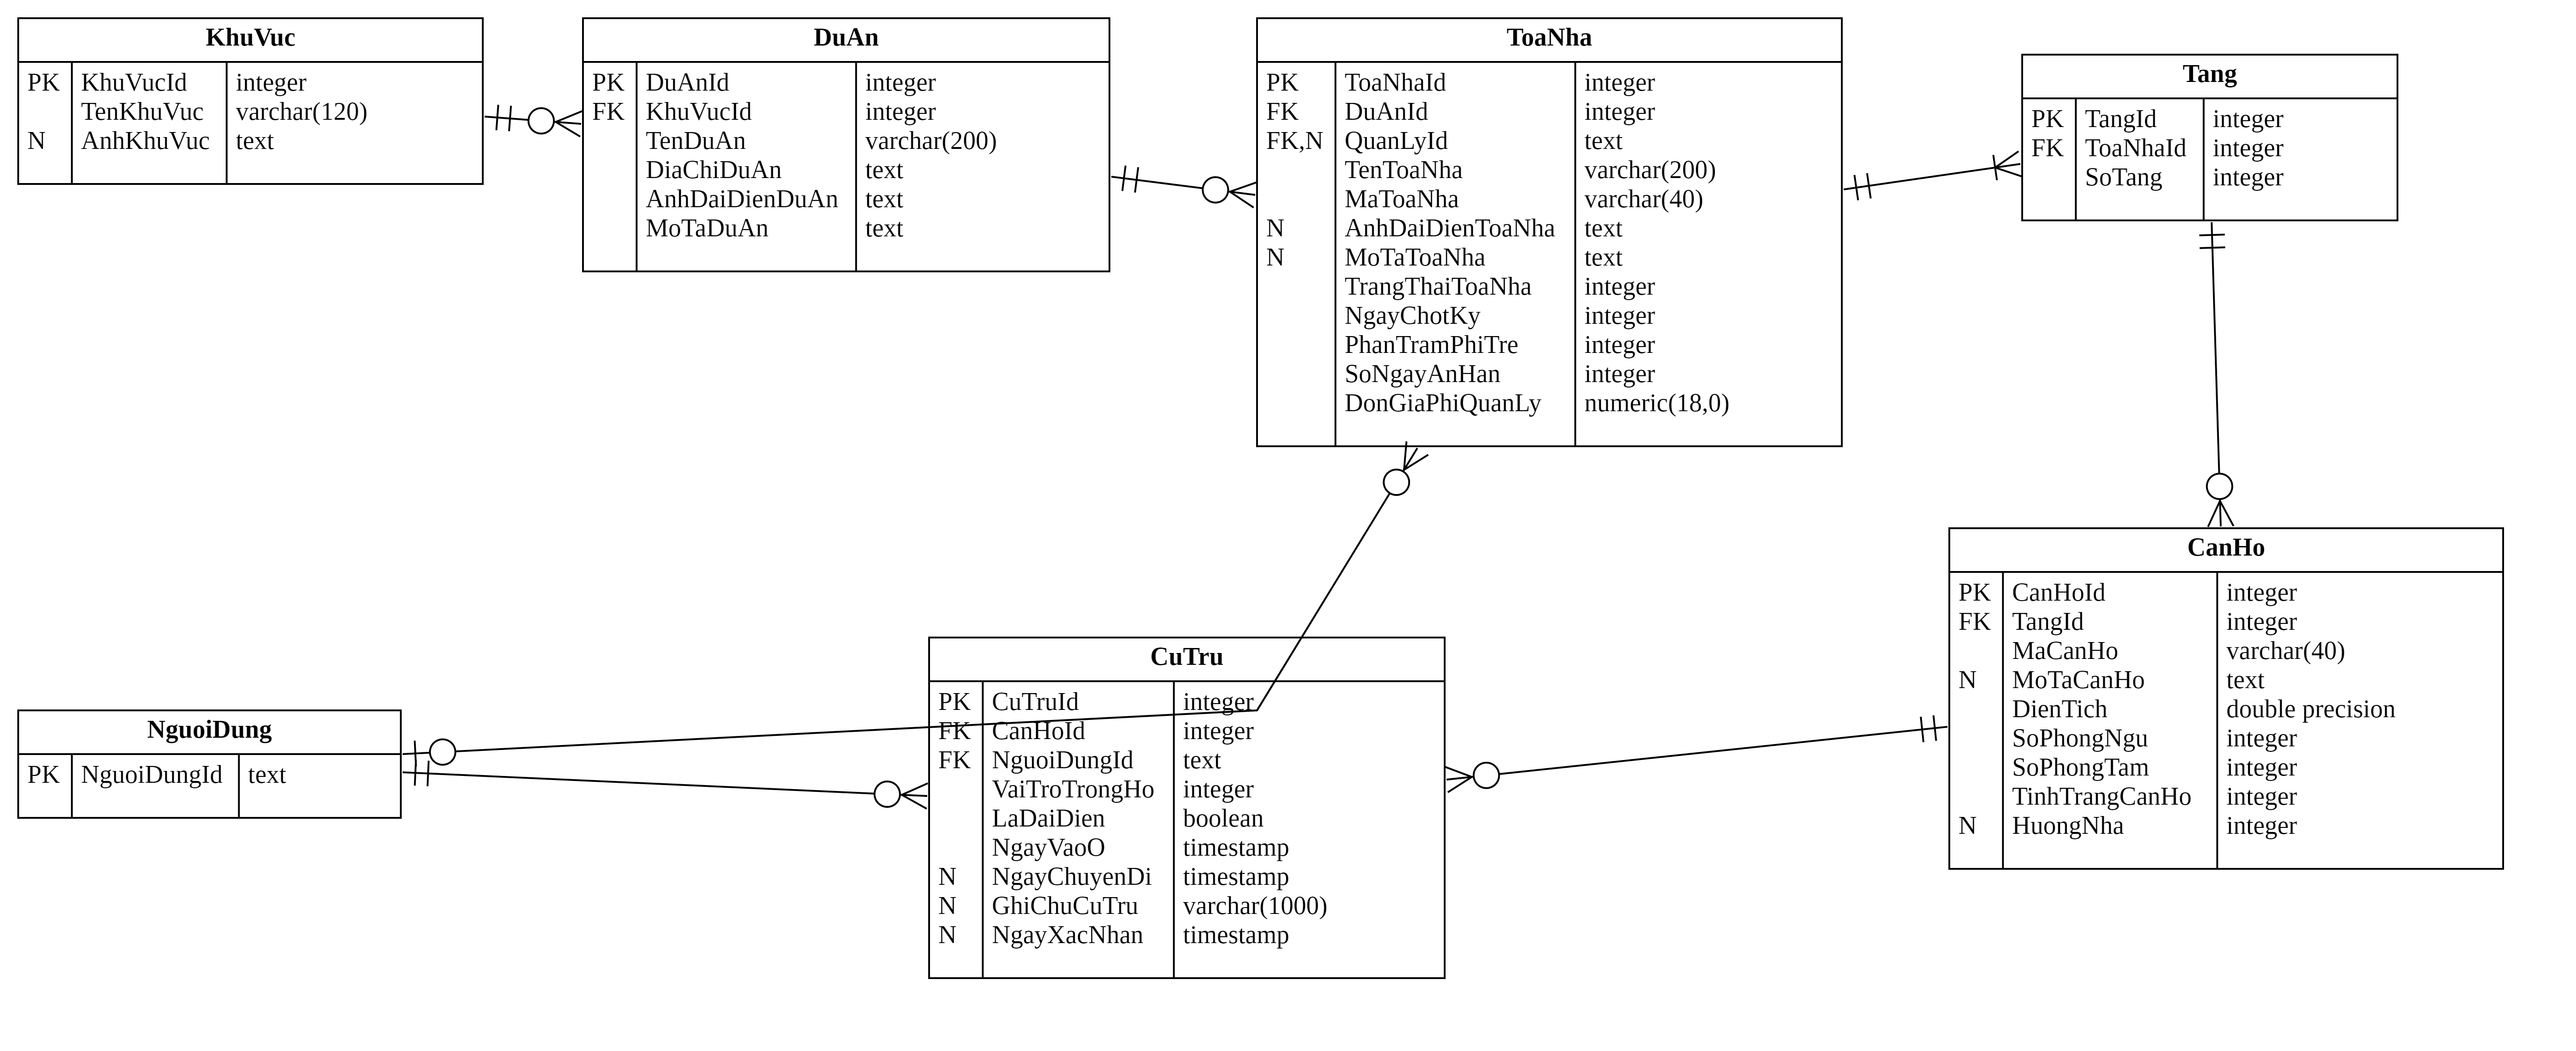 KhuVuc
PK KhuVucId integer
TenKhuVuc varchar(120)
N AnhKhuVuc text
DuAn
PK DuAnId integer
FK KhuVucId integer
TenDuAn varchar(200)
DiaChiDuAn text
AnhDaiDienDuAn text
MoTaDuAn text
ToaNha
PK ToaNhaId integer
FK DuAnId integer
FK,N QuanLyId text
TenToaNha varchar(200)
MaToaNha varchar(40)
N AnhDaiDienToaNha text
N MoTaToaNha text
TrangThaiToaNha integer
NgayChotKy integer
PhanTramPhiTre integer
SoNgayAnHan integer
DonGiaPhiQuanLy numeric(18,0)
Tang
PK TangId integer
FK ToaNhaId integer
SoTang integer
NguoiDung
PK NguoiDungId text
CuTru
PK CuTruId integer
FK CanHoId integer
FK NguoiDungId text
VaiTroTrongHo integer
LaDaiDien boolean
NgayVaoO timestamp
N NgayChuyenDi timestamp
N GhiChuCuTru varchar(1000)
N NgayXacNhan timestamp
CanHo
PK CanHoId integer
FK TangId integer
MaCanHo varchar(40)
N MoTaCanHo text
DienTich double precision
SoPhongNgu integer
SoPhongTam integer
TinhTrangCanHo integer
N HuongNha integer